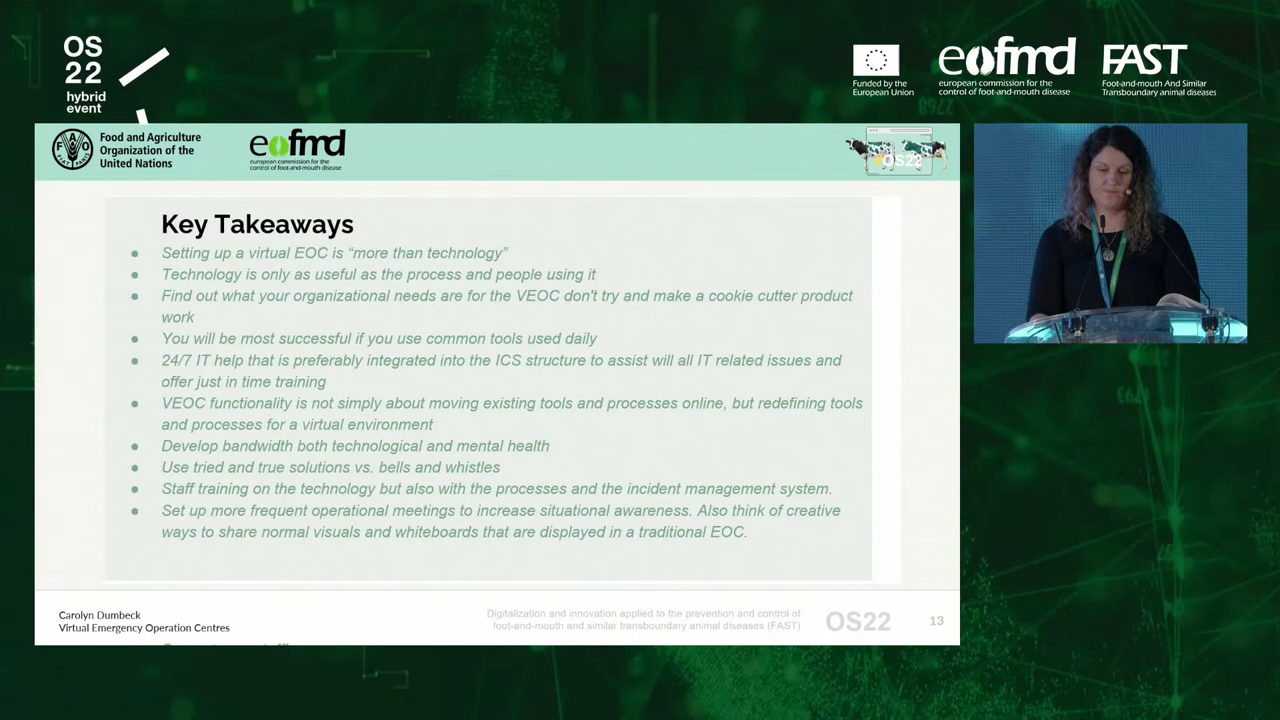 OS
22
hybrid
event
Funded by the
European Union
eofmd
european commission for the
control of foot-and-mouth disease
FAST
Foot-and-mouth And Similar
Transboundary animal diseases
Food and Agriculture
Organization of the
United Nations
eofmd
european commission for the
control of foot-and-mouth disease
OS22
Key Takeaways
• Setting up a virtual EOC is “more than technology”
• Technology is only as useful as the process and people using it
• Find out what your organizational needs are for the VEOC don't try and make a cookie cutter product
work
• You will be most successful if you use common tools used daily
• 24/7 IT help that is preferably integrated into the ICS structure to assist will all IT related issues and
offer just in time training
• VEOC functionality is not simply about moving existing tools and processes online, but redefining tools
and processes for a virtual environment
• Develop bandwidth both technological and mental health
• Use tried and true solutions vs. bells and whistles
• Staff training on the technology but also with the processes and the incident management system.
• Set up more frequent operational meetings to increase situational awareness. Also think of creative
ways to share normal visuals and whiteboards that are displayed in a traditional EOC.
Carolyn Dumbeck
Virtual Emergency Operation Centres
Digitalization and innovation applied to the prevention and control of
foot-and-mouth and similar transboundary animal diseases (FAST)
OS22
13